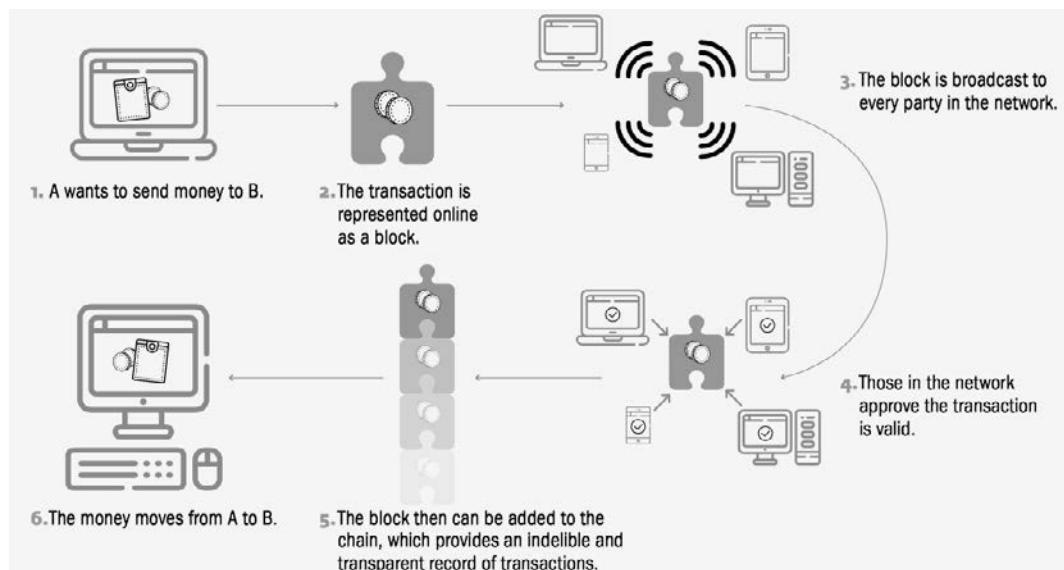 1. A wants to send money to B.
2. The transaction is
represented online
as a block.
3. The block is broadcast to
every party in the network.
4. Those in the network
approve the transaction
is valid.
5. The block then can be added to the
chain, which provides an indelible and
transparent record of transactions.
6. The money moves from A to B.